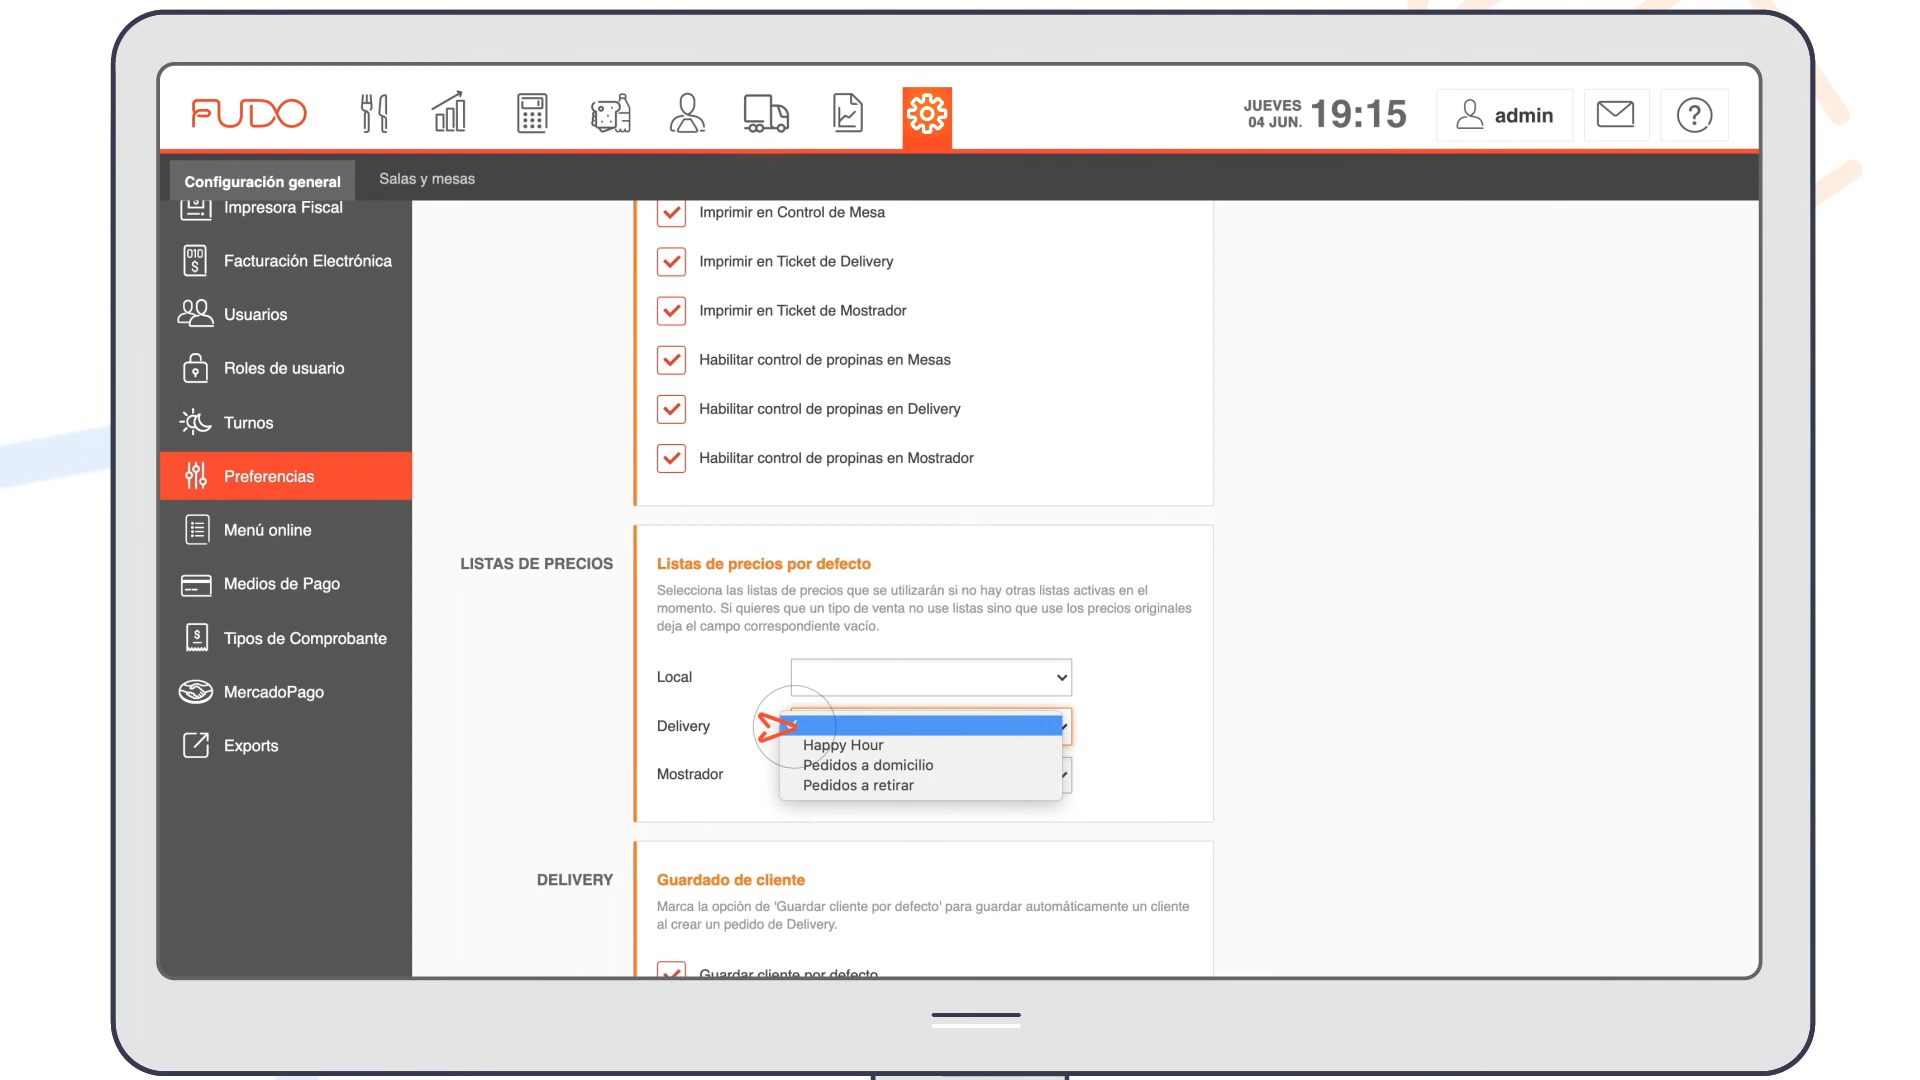 FUDO
JUEVES
04 JUN.
19:15
admin
?
Configuración general
Salas y mesas
Impresora Fiscal
Facturación Electrónica
Usuarios
Roles de usuario
Turnos
Preferencias
Menú online
Medios de Pago
Tipos de Comprobante
MercadoPago
Exports
Imprimir en Control de Mesa
Imprimir en Ticket de Delivery
Imprimir en Ticket de Mostrador
Habilitar control de propinas en Mesas
Habilitar control de propinas en Delivery
Habilitar control de propinas en Mostrador
LISTAS DE PRECIOS
Listas de precios por defecto
Selecciona las listas de precios que se utilizarán si no hay otras listas activas en el
momento. Si quieres que un tipo de venta no use listas sino que use los precios originales
deja el campo correspondiente vacío.
Local
Delivery
Happy Hour
Pedidos a domicilio
Pedidos a retirar
Mostrador
DELIVERY
Guardado de cliente
Marca la opción de 'Guardar cliente por defecto' para guardar automáticamente un cliente
al crear un pedido de Delivery.
Guardar cliente por defecto